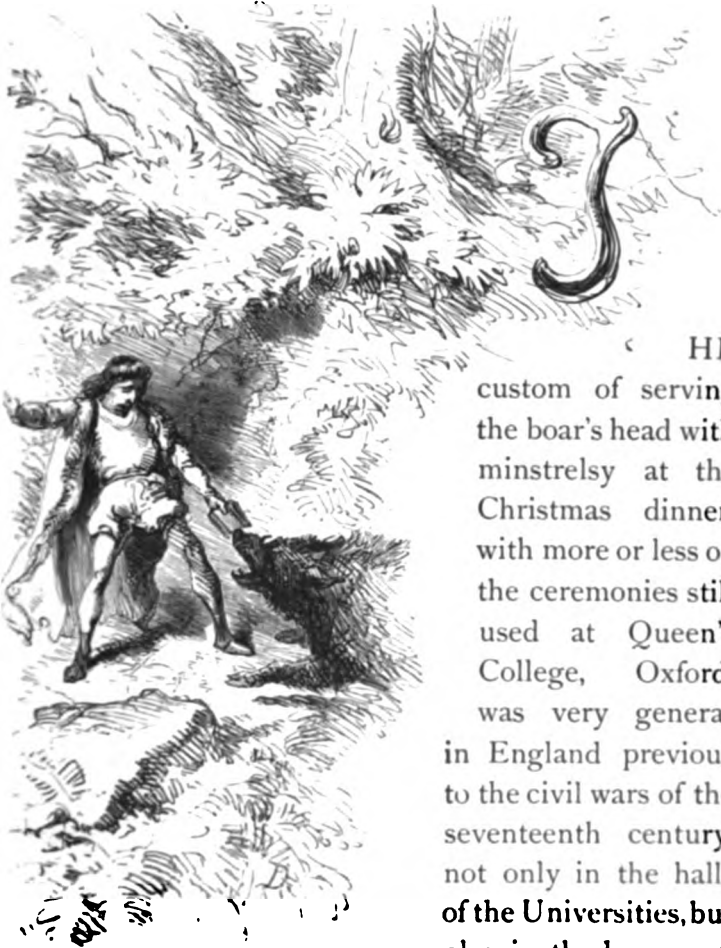 T
HE
custom of servin
the boar's head wit
minstrelsy at th
Christmas dinner
with more or less o
the ceremonies stil
used at Queen'
College, Oxford
was very genera
in England previou
to the civil wars of the
seventeenth century
not only in the hall
of the Universities, bu